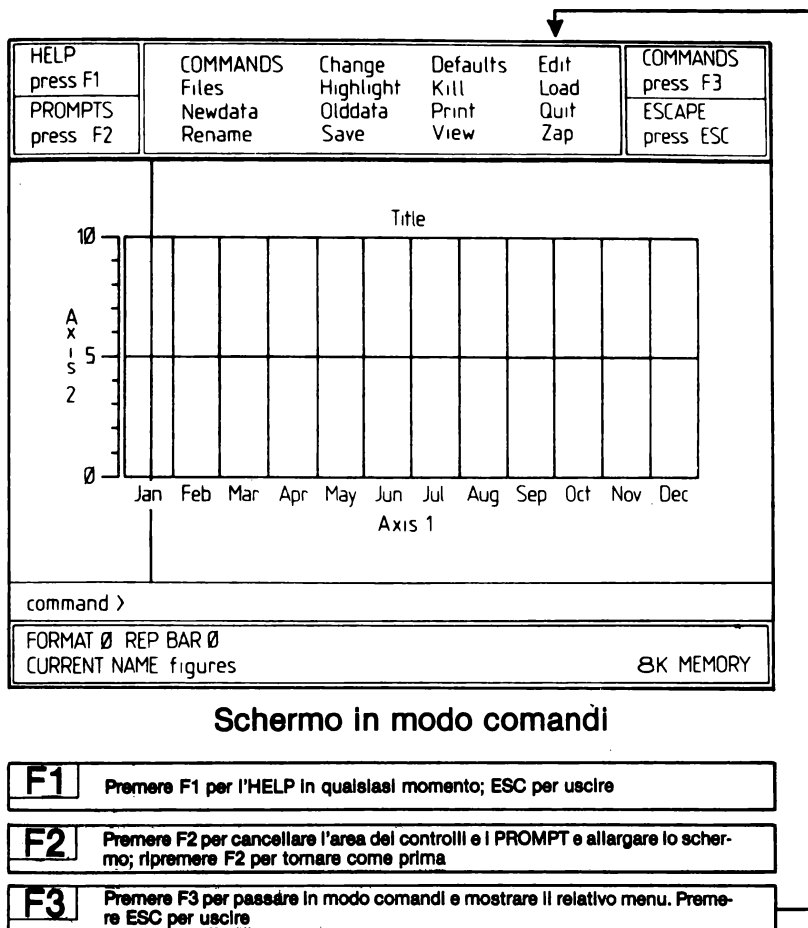 HELP
press F1
PROMPTS
press F2
COMMANDS Change Defaults Edit
Files Highlight Kill Load
Newdata Olddata Print Quit
Rename Save View Zap
COMMANDS
press F3
ESCAPE
press ESC
Title
10
5
0
Axis 2
Jan Feb Mar Apr May Jun Jul Aug Sep Oct Nov Dec
Axis 1
command >
FORMAT 0 REP BAR 0
CURRENT NAME figures 8K MEMORY
Schermo in modo comandi
F1 Premere F1 per l'HELP in qualsiasi momento; ESC per uscire
F2 Premere F2 per cancellare l'area dei controlli e i PROMPT e allargare lo scher-
mo; ripremere F2 per tornare come prima
F3 Premere F3 per passare in modo comandi e mostrare il relativo menu. Preme-
re ESC per uscire